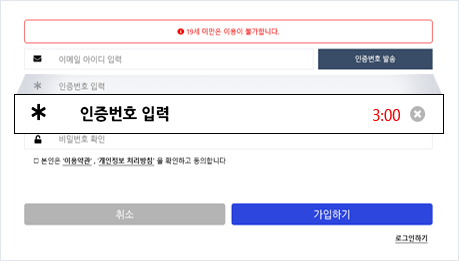 19세 미만은 이용이 불가합니다.
이메일 아이디 입력
인증번호 발송
인증번호 입력
인증번호 입력 3:00
비밀번호 확인
본인은 '이용약관', '개인정보 처리방침' 을 확인하고 동의합니다
취소
가입하기
로그인하기